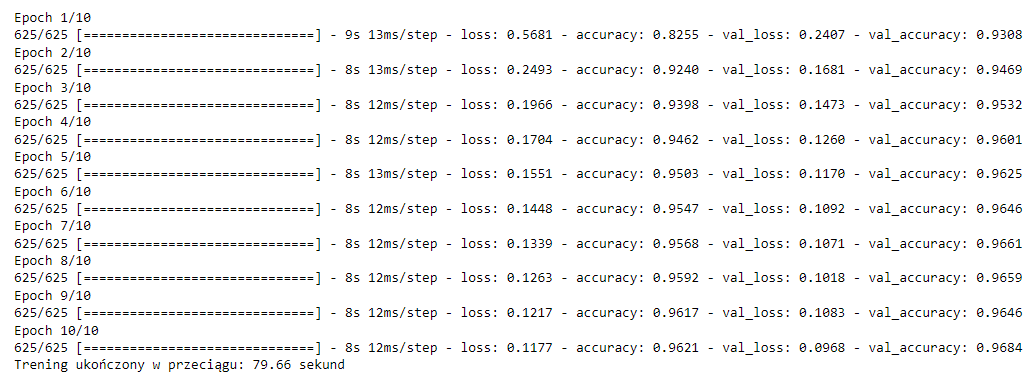 Epoch 1/10
625/625 [==============================] - 9s 13ms/step - loss: 0.5681 - accuracy: 0.8255 - val_loss: 0.2407 - val_accuracy: 0.9308
Epoch 2/10
625/625 [==============================] - 8s 13ms/step - loss: 0.2493 - accuracy: 0.9240 - val_loss: 0.1681 - val_accuracy: 0.9469
Epoch 3/10
625/625 [==============================] - 8s 12ms/step - loss: 0.1966 - accuracy: 0.9398 - val_loss: 0.1473 - val_accuracy: 0.9532
Epoch 4/10
625/625 [==============================] - 8s 12ms/step - loss: 0.1704 - accuracy: 0.9462 - val_loss: 0.1260 - val_accuracy: 0.9601
Epoch 5/10
625/625 [==============================] - 8s 13ms/step - loss: 0.1551 - accuracy: 0.9503 - val_loss: 0.1170 - val_accuracy: 0.9625
Epoch 6/10
625/625 [==============================] - 8s 12ms/step - loss: 0.1448 - accuracy: 0.9547 - val_loss: 0.1092 - val_accuracy: 0.9646
Epoch 7/10
625/625 [==============================] - 8s 12ms/step - loss: 0.1339 - accuracy: 0.9568 - val_loss: 0.1071 - val_accuracy: 0.9661
Epoch 8/10
625/625 [==============================] - 8s 12ms/step - loss: 0.1263 - accuracy: 0.9592 - val_loss: 0.1018 - val_accuracy: 0.9659
Epoch 9/10
625/625 [==============================] - 8s 12ms/step - loss: 0.1217 - accuracy: 0.9617 - val_loss: 0.1083 - val_accuracy: 0.9646
Epoch 10/10
625/625 [==============================] - 8s 12ms/step - loss: 0.1177 - accuracy: 0.9621 - val_loss: 0.0968 - val_accuracy: 0.9684
Trening ukończony w przeciągu: 79.66 sekund